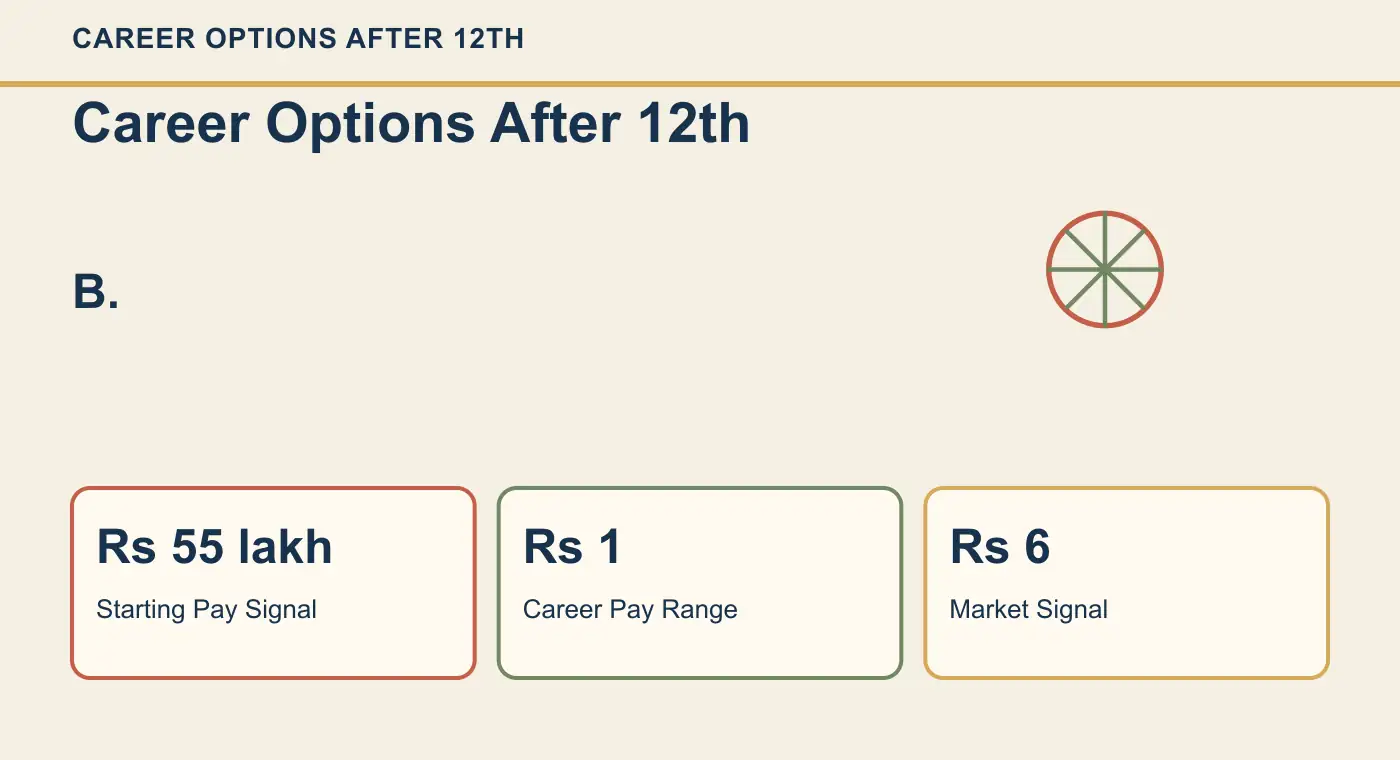 CAREER OPTIONS AFTER 12TH
Career Options After 12th
B.
Rs 55 lakh
Starting Pay Signal
Rs 1
Career Pay Range
Rs 6
Market Signal